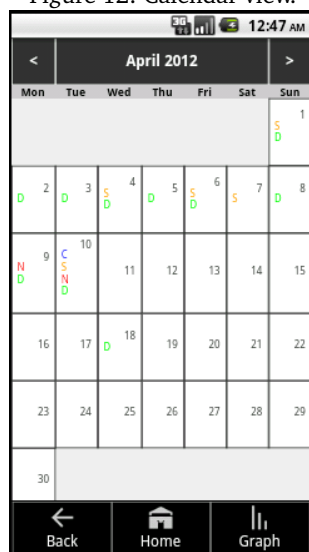 Figure 12: Calendar view.
3G 12:47 AM
< April 2012 >
Mon Tue Wed Thu Fri Sat Sun
1
S
D
2 3 4 5 6 7 8
D D S D S S D
D D
9 10 11 12 13 14 15
N C
D S
N
D
16 17 18 19 20 21 22
D
23 24 25 26 27 28 29
30
Back Home Graph